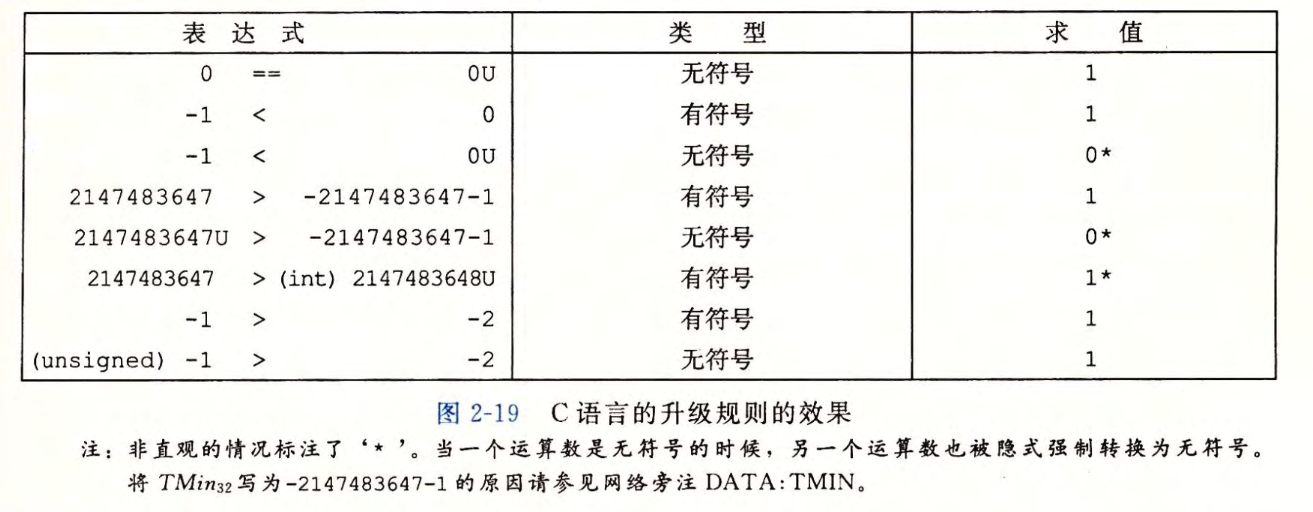 表 达 式 类 型 求 值
0 == 0U 无符号 1
-1 < 0 有符号 1
-1 < 0U 无符号 0*
2147483647 > -2147483647-1 有符号 1
2147483647U > -2147483647-1 无符号 0*
2147483647 > (int) 2147483648U 有符号 1*
-1 > -2 有符号 1
(unsigned) -1 > -2 无符号 1
图 2-19 C 语言的升级规则的效果
注：非直观的情况标注了‘*’。当一个运算数是无符号的时候，另一个运算数也被隐式强制转换为无符号。
将 TMin₃₂ 写为-2147483647-1 的原因请参见网络旁注 DATA:TMIN。